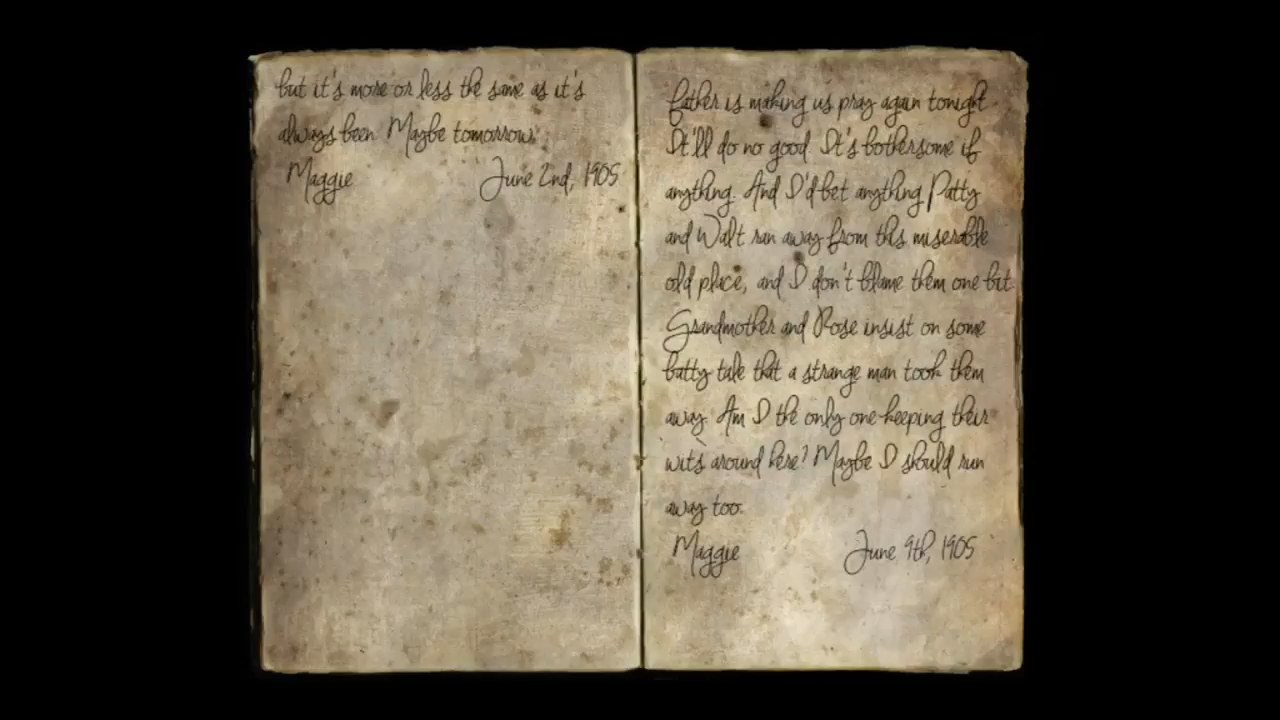 but it's more or less the same as it's
always been. Maybe tomorrow.
Maggie June 2nd, 1905
Father is making us pray again tonight.
It'll do no good. It's bothersome if
anything. And I'd bet anything Patty
and Walt ran away from this miserable
old place, and I don't blame them one bit.
Grandmother and Rose insist on some
batty tale that a strange man took them
away. Am I the only one keeping their
wits around here? Maybe I should run
away too.
Maggie June 9th, 1905